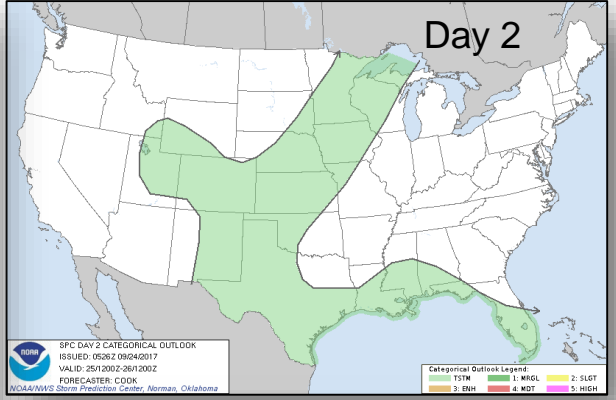 Day 2
SPC DAY 2 CATEGORICAL OUTLOOK
ISSUED: 0526Z 09/24/2017
VALID: 25/1200Z-26/1200Z
FORECASTER: COOK
NOAA/NWS Storm Prediction Center, Norman, Oklahoma
NOAA
Categorical Outlook Legend:
TSTM 1: MRGL 2: SLGT
3: ENH 4: MDT 5: HIGH